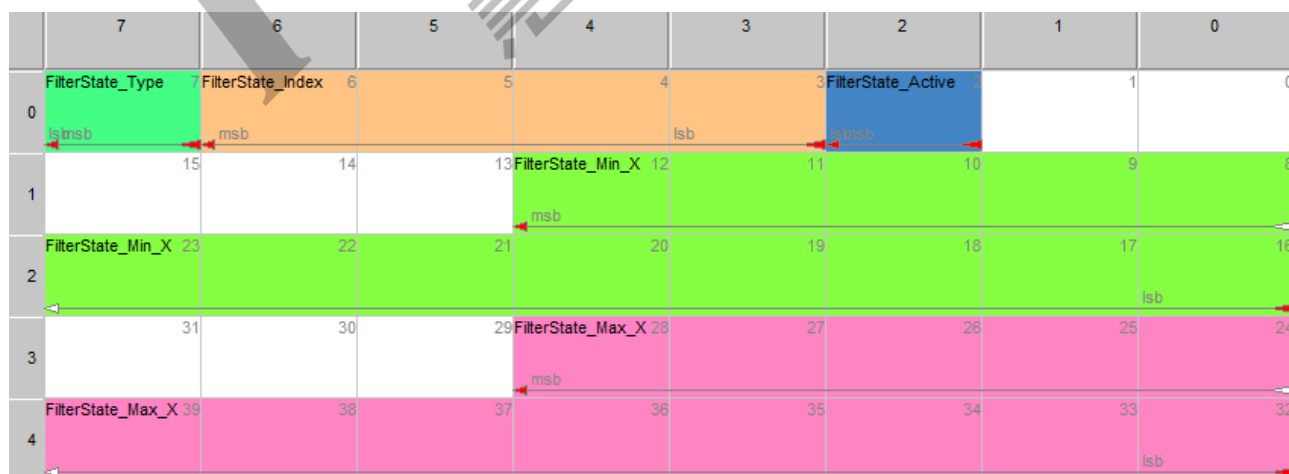 7 6 5 4 3 2 1 0
FilterState_Type 7 FilterState_Index 6 5 4 3 FilterState_Active 2 1 0
0
msb msb lsb
15 14 13 FilterState_Min_X 12 11 10 9 8
1
msb
FilterState_Min_X 23 22 21 20 19 18 17 16
2
lsb
31 30 29 FilterState_Max_X 28 27 26 25 24
3
msb
FilterState_Max_X 39 38 37 36 35 34 33 32
4
lsb